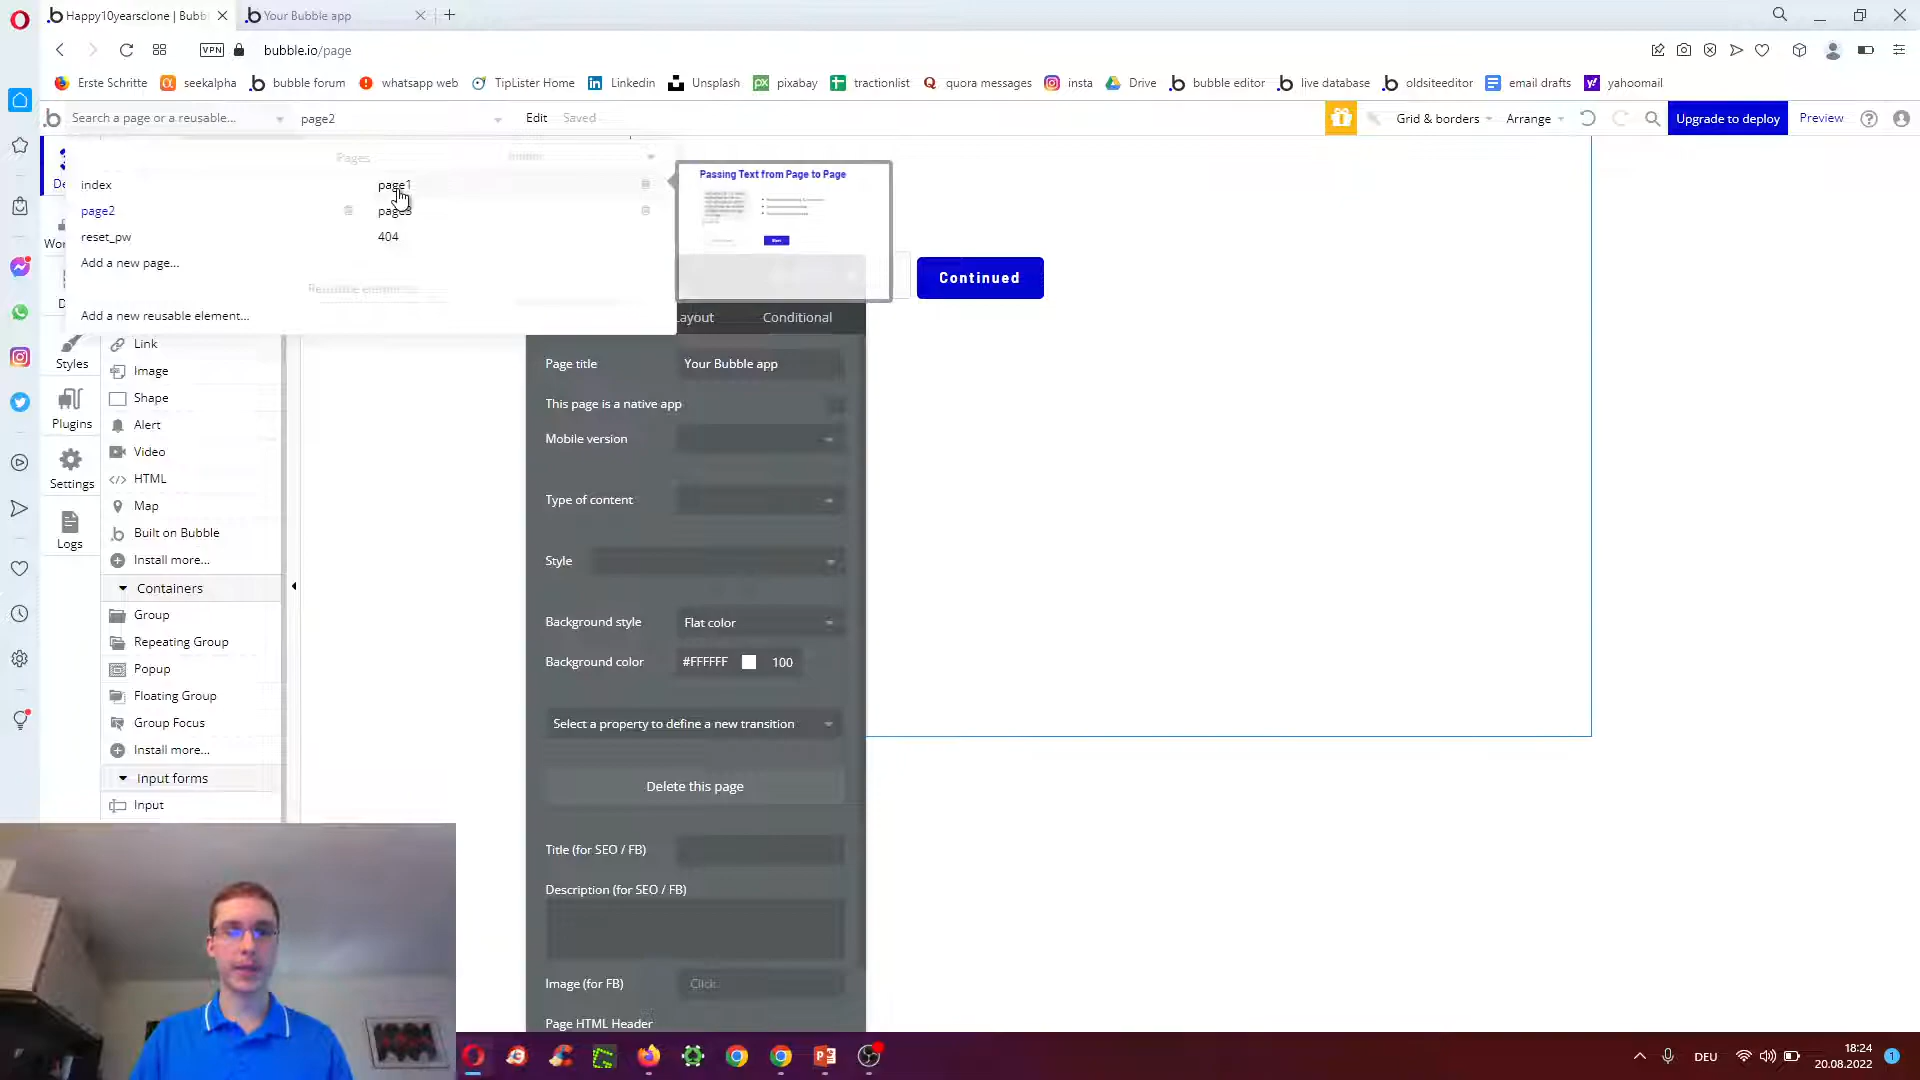 Happy10yearsclone | Bubbl
Your Bubble app
VPN
bubble.io/page
Erste Schritte
seekalpha
bubble forum
whatsapp web
TipLister Home
Linkedin
Unsplash
pixabay
tractionlist
quora messages
insta
Drive
bubble editor
live database
oldsiteeditor
email drafts
yahoomail
Search a page or a reusable...
page2
Edit
Saved
Grid & borders
Arrange
Upgrade to deploy
Preview
Pages
index
page1
page2
page3
reset_pw
404
Add a new page...
Add a new reusable element...
Passing Text from Page to Page
Continued
Layout
Conditional
Link
Image
Shape
Alert
Video
HTML
Map
Built on Bubble
Install more...
Containers
Group
Repeating Group
Popup
Floating Group
Group Focus
Install more...
Input forms
Input
Styles
Plugins
Settings
Logs
Page title
Your Bubble app
This page is a native app
Mobile version
Type of content
Style
Background style
Flat color
Background color
#FFFFFF
100
Select a property to define a new transition
Delete this page
Title (for SEO / FB)
Description (for SEO / FB)
Image (for FB)
Click
Page HTML Header
DEU
18:24
20.08.2022
1